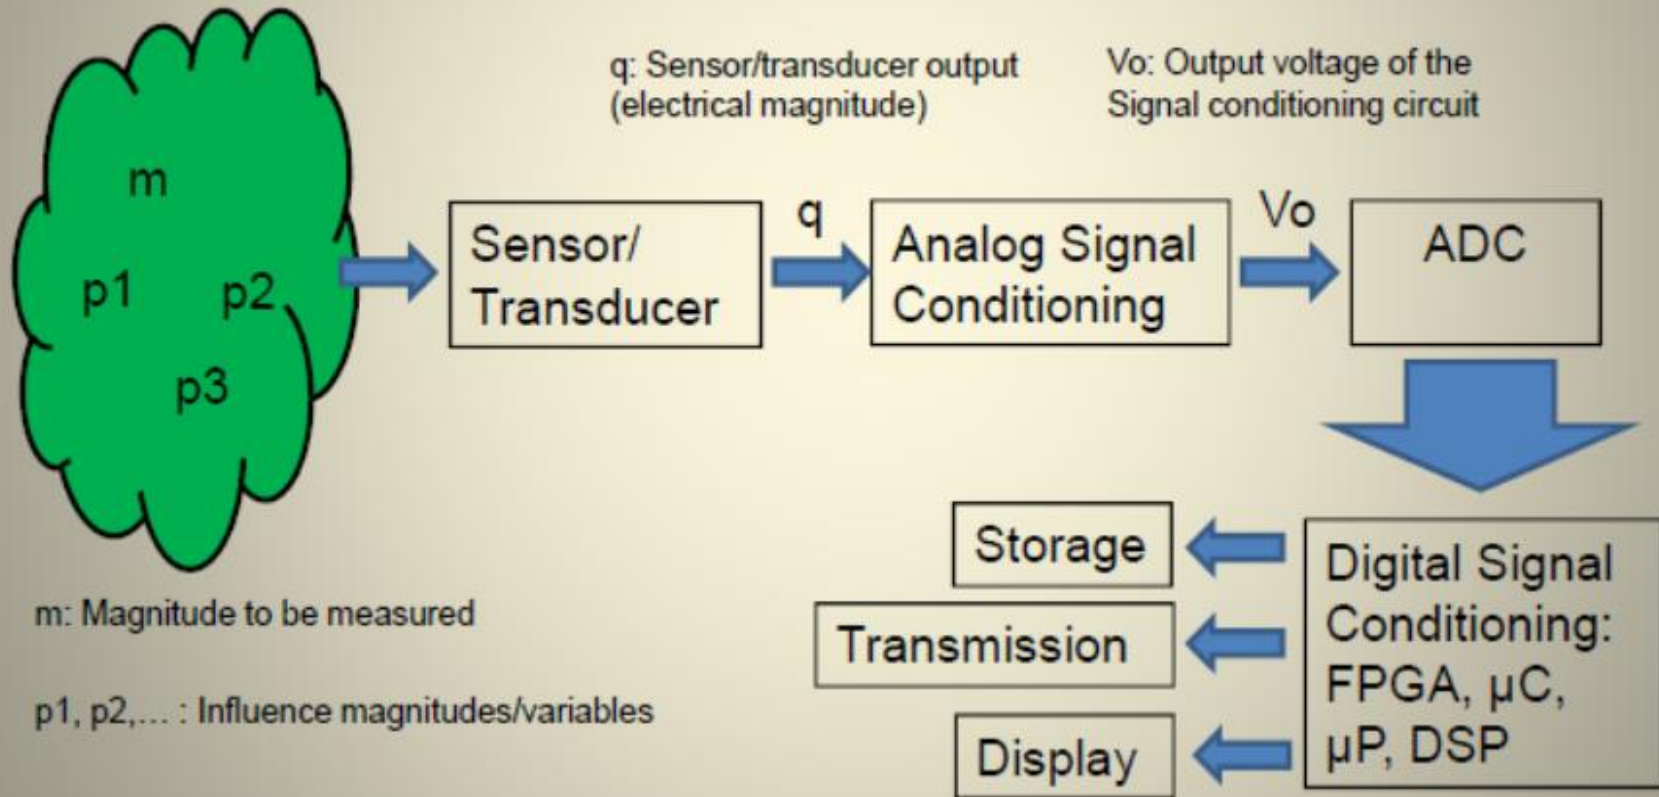 q: Sensor/transducer output
(electrical magnitude)
Vo: Output voltage of the
Signal conditioning circuit
m
p1
p2
p3
Sensor/
Transducer
q
Analog Signal
Conditioning
Vo
ADC
Storage
Transmission
Display
Digital Signal
Conditioning:
FPGA, µC,
µP, DSP
m: Magnitude to be measured
p1, p2,... : Influence magnitudes/variables